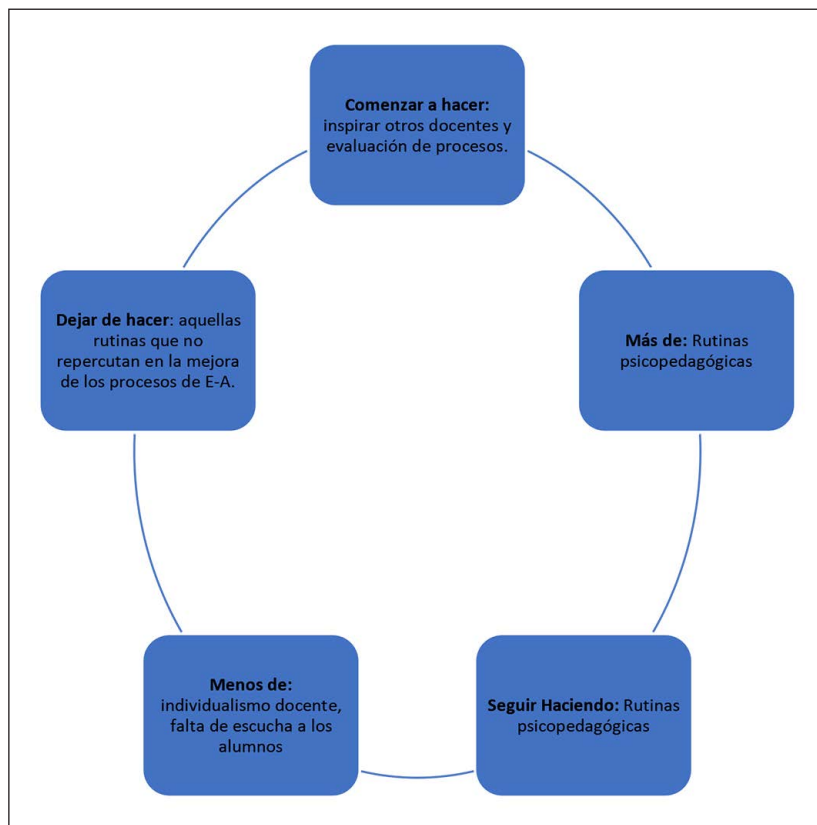 Comenzar a hacer:
inspirar otros docentes y
evaluación de procesos.
Más de: Rutinas
psicopedagógicas
Seguir Haciendo: Rutinas
psicopedagógicas
Menos de:
individualismo docente,
falta de escucha a los
alumnos
Dejar de hacer: aquellas
rutinas que no
repercutan en la mejora
de los procesos de E-A.